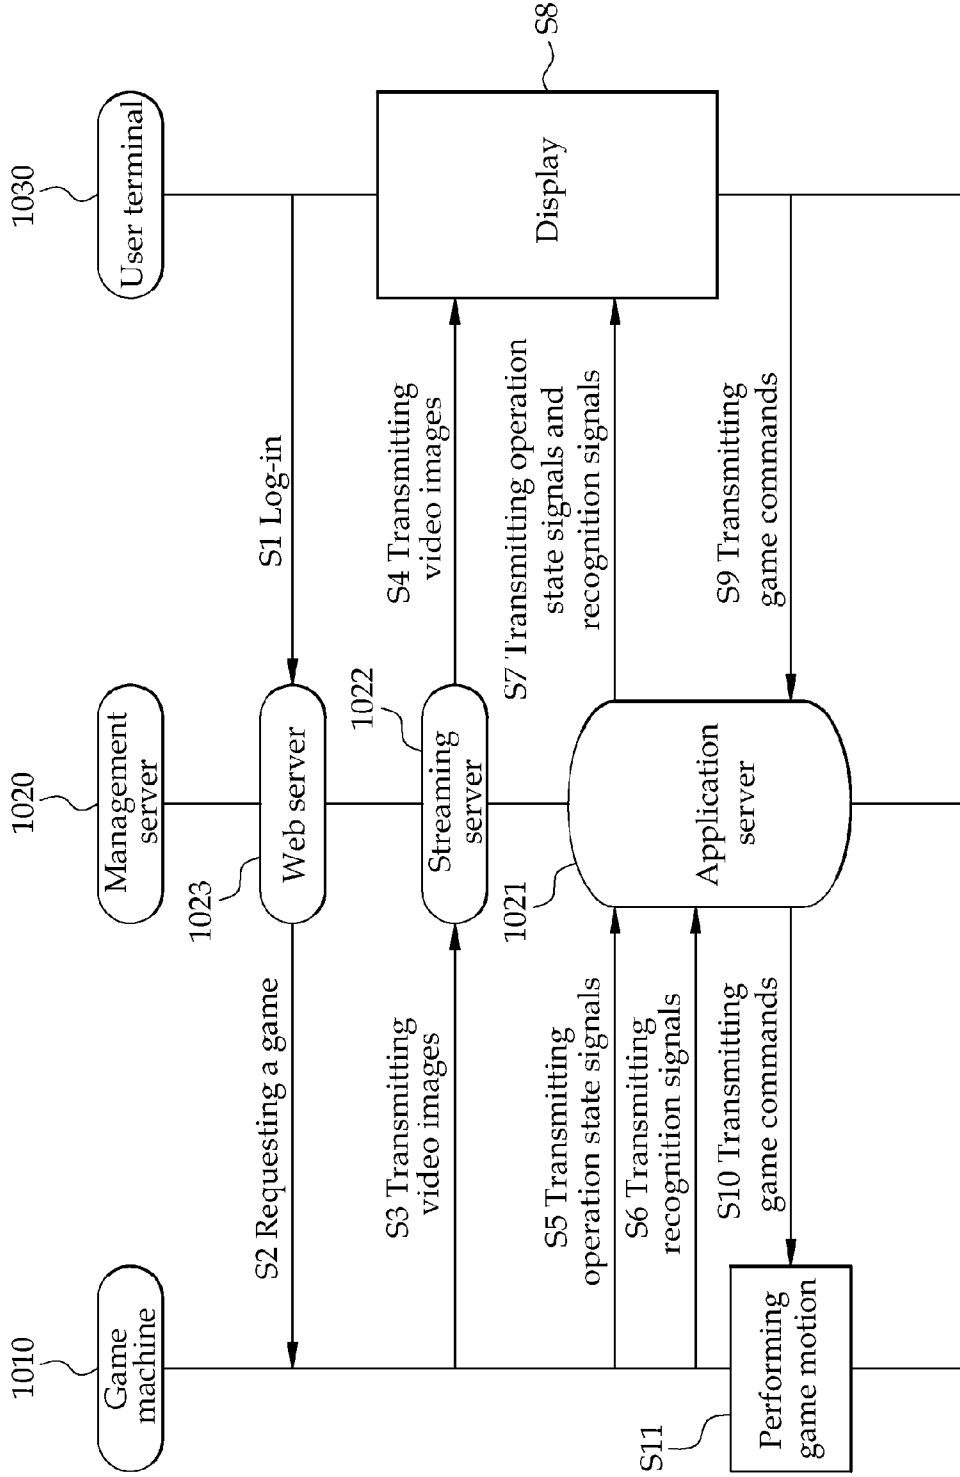 1010
Game
machine
1020
Management
server
1030
User terminal
S1 Log-in
1023
Web server
S2 Requesting a game
1022
Streaming
server
S3 Transmitting
video images
S4 Transmitting
video images
1021
Application
server
S5 Transmitting
operation state signals
S6 Transmitting
recognition signals
S7 Transmitting operation
state signals and
recognition signals
Display
S8
S9 Transmitting
game commands
S10 Transmitting
game commands
S11
Performing
game motion